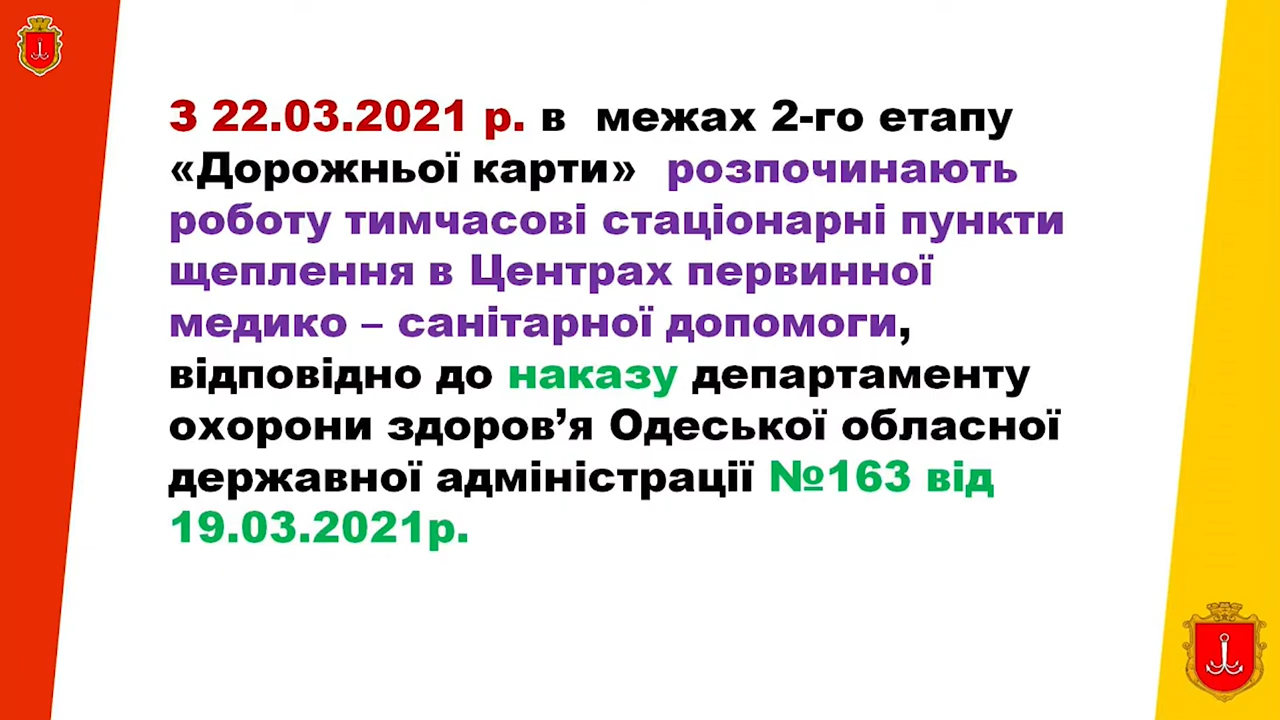 З 22.03.2021 р. в межах 2-го етапу
«Дорожньої карти» розпочинають
роботу тимчасові стаціонарні пункти
щеплення в Центрах первинної
медико – санітарної допомоги,
відповідно до наказу департаменту
охорони здоров’я Одеської обласної
державної адміністрації №163 від
19.03.2021р.